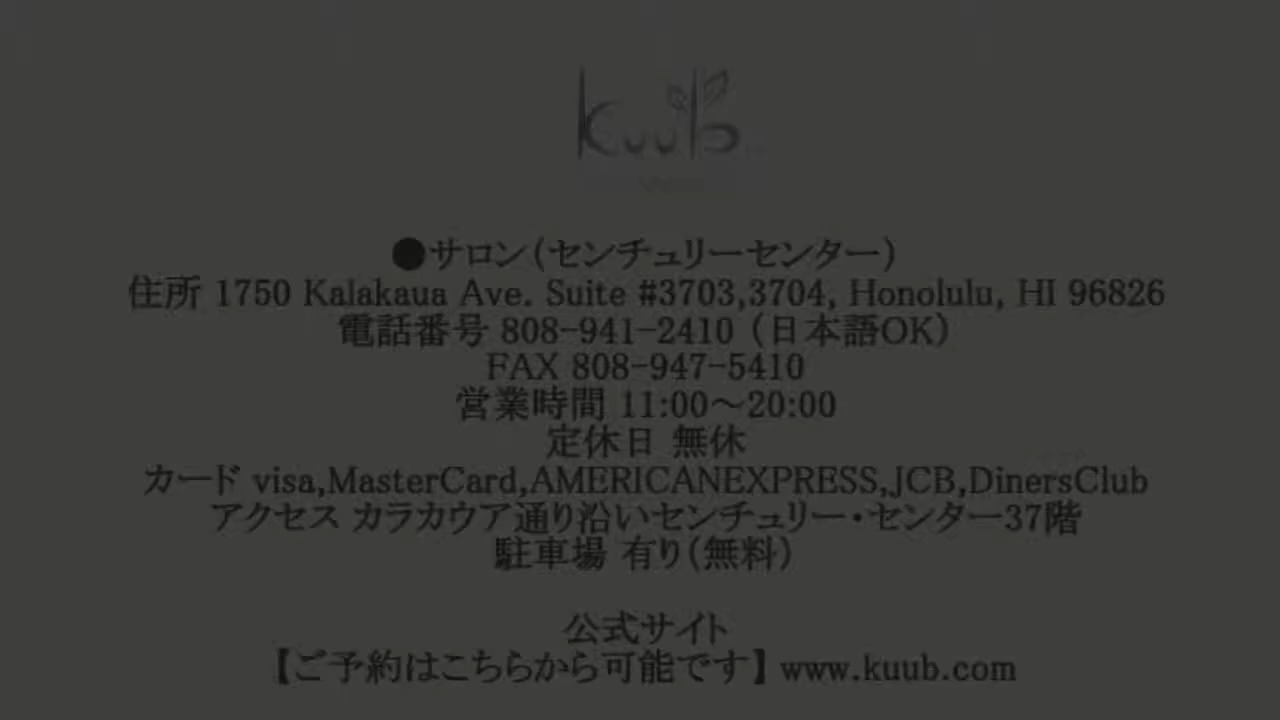 kuub
●サロン(センチュリーセンター)
住所 1750 Kalakaua Ave. Suite #3703,3704, Honolulu, HI 96826
電話番号 808-941-2410 (日本語OK)
FAX 808-947-5410
営業時間 11:00~20:00
定休日 無休
カード visa,MasterCard,AMERICANEXPRESS,JCB,DinersClub
アクセス カラカウア通り沿いセンチュリー・センター37階
駐車場 有り(無料)
公式サイト
【ご予約はこちらから可能です】www.kuub.com